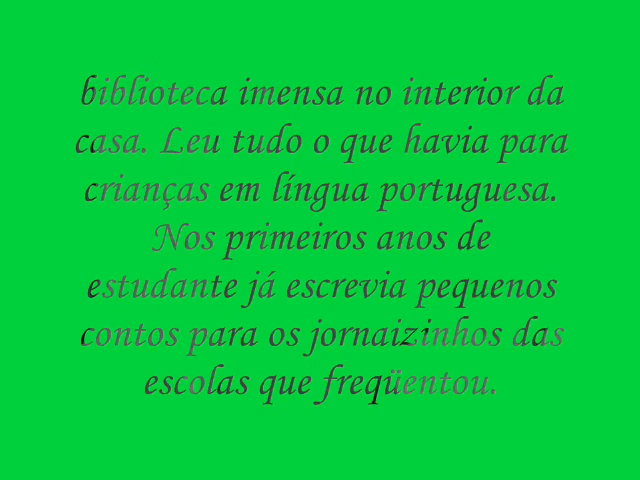 biblioteca imensa no interior da
casa. Leu tudo o que havia para
crianças em língua portuguesa.
Nos primeiros anos de
estudante já escrevia pequenos
contos para os jornaizinhos das
escolas que freqüentou.